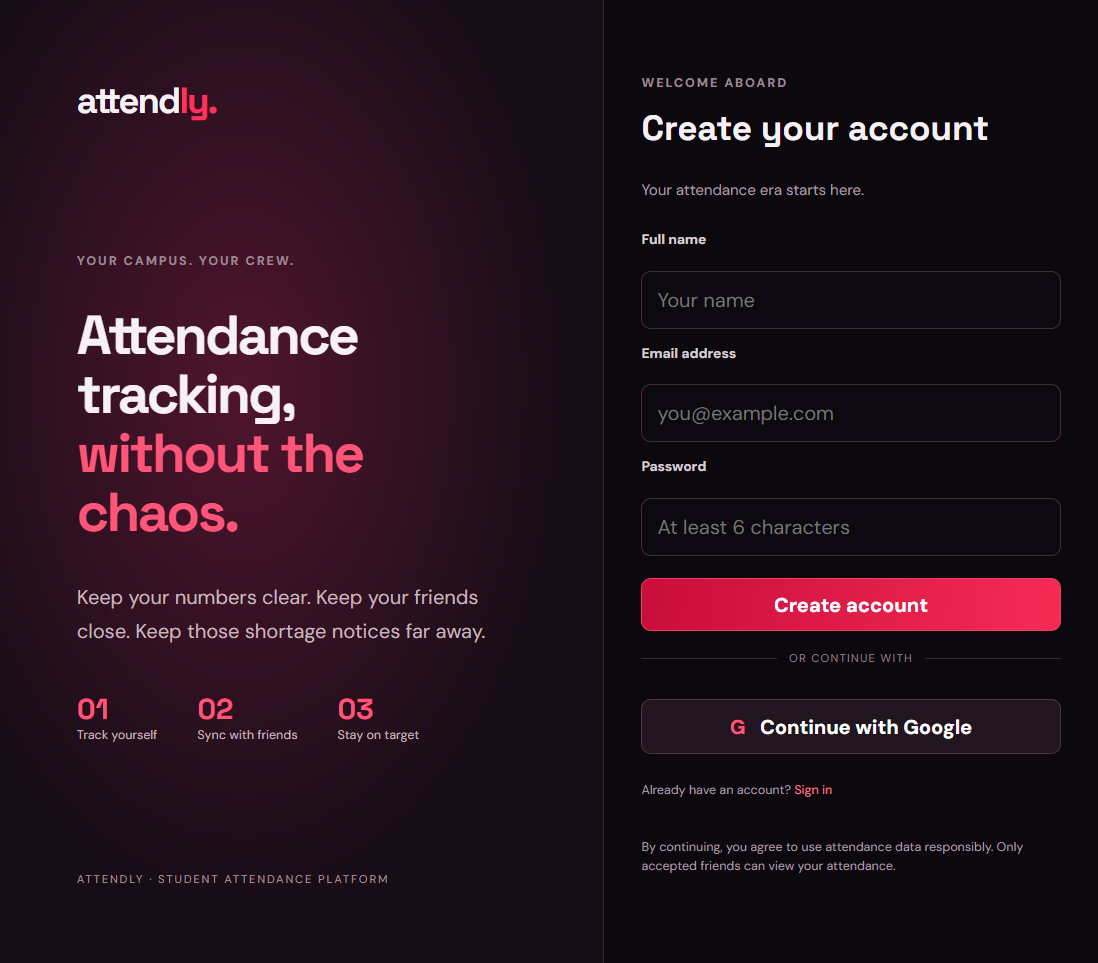 attendly.
YOUR CAMPUS. YOUR CREW.
Attendance
tracking,
without the
chaos.
Keep your numbers clear. Keep your friends
close. Keep those shortage notices far away.
01
Track yourself
02
Sync with friends
03
Stay on target
ATTENDLY · STUDENT ATTENDANCE PLATFORM
WELCOME ABOARD
Create your account
Your attendance era starts here.
Full name
Your name
Email address
you@example.com
Password
At least 6 characters
Create account
OR CONTINUE WITH
G Continue with Google
Already have an account? Sign in
By continuing, you agree to use attendance data responsibly. Only
accepted friends can view your attendance.